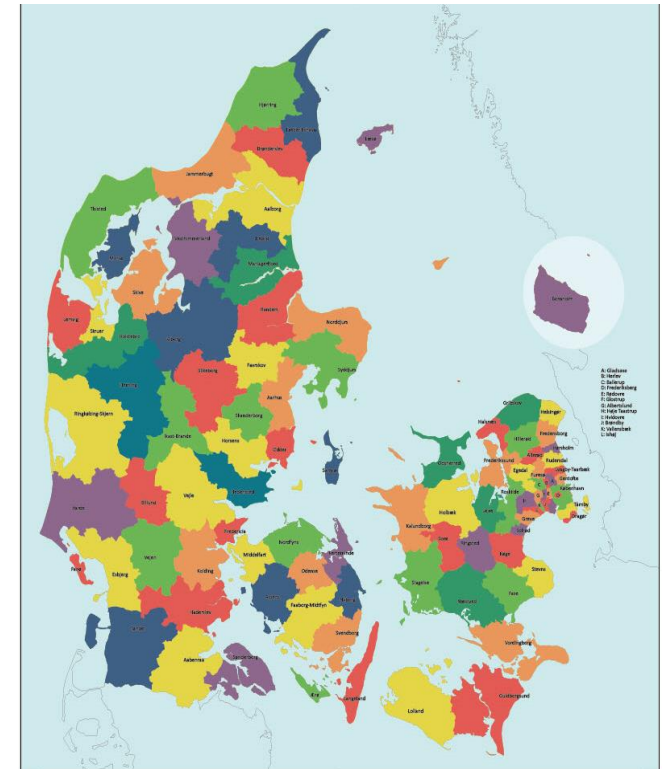 Hjørring
Frederikshavn
Læsø
Brønderslev
Jammerbugt
Thisted
Aalborg
Vesthimmerland
Rebild
Morsø
Mariagerfjord
Skive
Bornholm
Lemvig
Struer
Randers
Norddjurs
Holstebro
Viborg
Favrskov
Syddjurs
Silkeborg
Herning
Aarhus
Skanderborg
Ringkøbing-Skjern
Ikast-Brande
Horsens
Odder
Samsø
Hedensted
Varde
Billund
Vejle
Fredericia
Vejen
Kolding
Esbjerg
Fanø
Middelfart
Nordfyns
Kerteminde
Odense
Assens
Nyborg
Faaborg-Midtfyn
Haderslev
Tønder
Aabenraa
Sønderborg
Svendborg
Ærø
Langeland
A: Gladsaxe
B: Herlev
C: Ballerup
D: Frederiksberg
E: Rødovre
F: Glostrup
G: Albertslund
H: Høje Taastrup
I: Hvidovre
J: Brøndby
K: Vallensbæk
L: Ishøj
Gribskov
Helsingør
Halsnæs
Fredensborg
Hillerød
Hørsholm
Allerød
Rudersdal
Odsherred
Frederikssund
Egedal
Furesø
Lyngby-Taarbæk
Gentofte
København
Roskilde
Tårnby
Dragør
Kalundborg
Holbæk
Lejre
Greve
Solrød
Sorø
Ringsted
Køge
Stevns
Slagelse
Næstved
Faxe
Vordingborg
Lolland
Guldborgsund